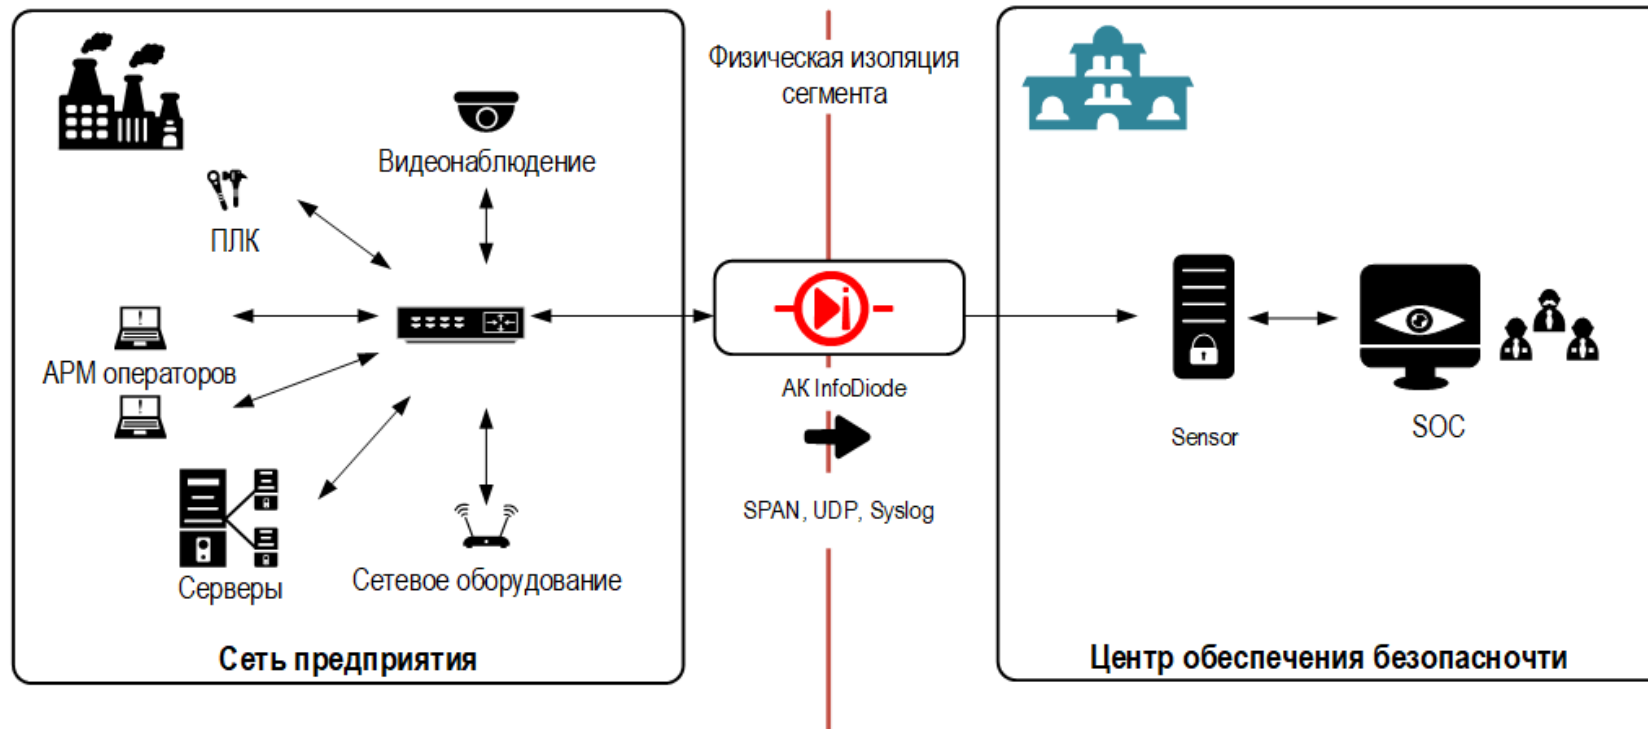 Видеонаблюдение
ПЛК
АРМ операторов
Серверы
Сетевое оборудование
Сеть предприятия
Физическая изоляция
сегмента
АК InfoDiode
SPAN, UDP, Syslog
Sensor
SOC
Центр обеспечения безопасночти